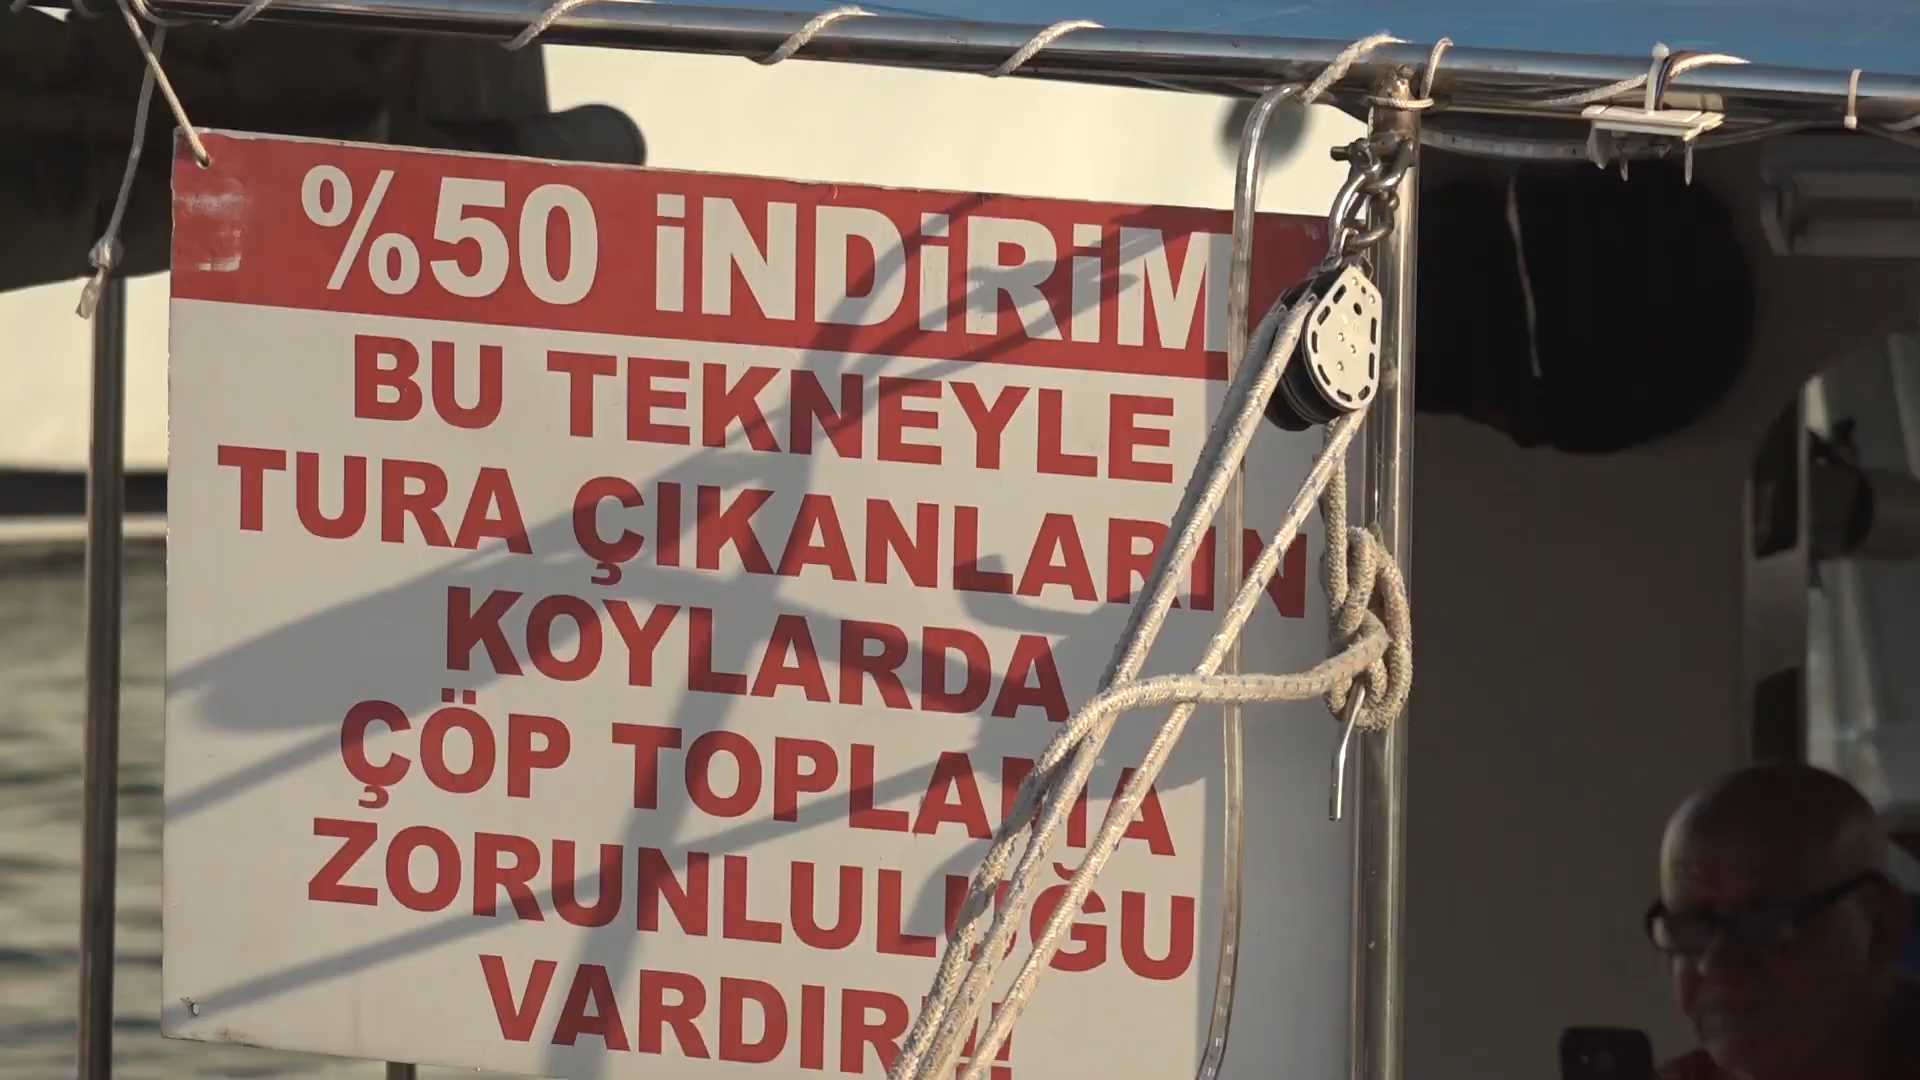 %50 İNDİRİM
BU TEKNEYLE
TURA ÇIKANLARIN
KOYLARDA
ÇÖP TOPLAMA
ZORUNLULUĞU
VARDIR!!!